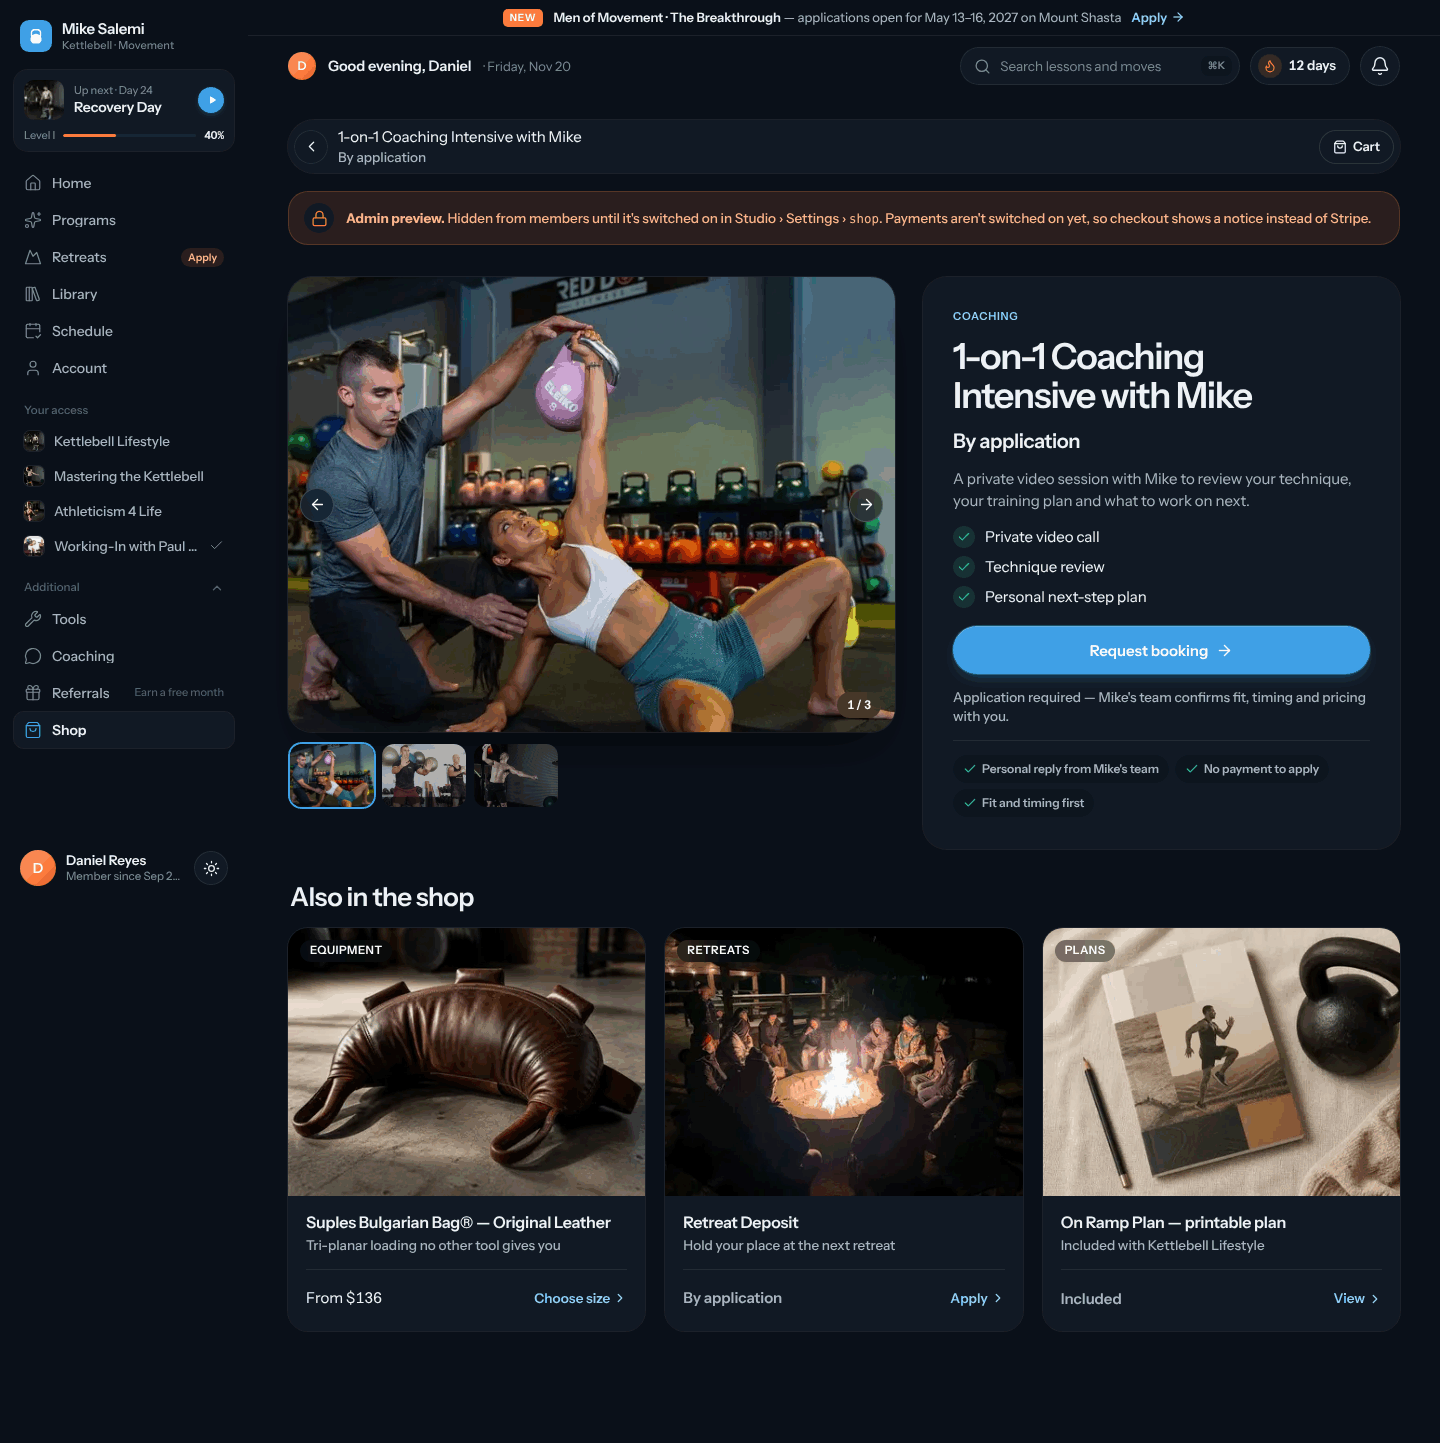 Mike Salemi
Kettlebell · Movement
Up next · Day 24
Recovery Day
Level I
40%
Home
Programs
Retreats
Apply
Library
Schedule
Account
Your access
Kettlebell Lifestyle
Mastering the Kettlebell
Athleticism 4 Life
Working-In with Paul ...
Additional
Tools
Coaching
Referrals
Earn a free month
Shop
Daniel Reyes
Member since Sep 2...
NEW
Men of Movement · The Breakthrough — applications open for May 13–16, 2027 on Mount Shasta
Apply
D
Good evening, Daniel
· Friday, Nov 20
Search lessons and moves
⌘K
12 days
1-on-1 Coaching Intensive with Mike
By application
Cart
Admin preview. Hidden from members until it's switched on in Studio › Settings › shop. Payments aren't switched on yet, so checkout shows a notice instead of Stripe.
FITNESS
ELEIKO
8
1 / 3
COACHING
1-on-1 Coaching
Intensive with Mike
By application
A private video session with Mike to review your technique,
your training plan and what to work on next.
Private video call
Technique review
Personal next-step plan
Request booking
Application required — Mike's team confirms fit, timing and pricing
with you.
Personal reply from Mike's team
No payment to apply
Fit and timing first
D
Also in the shop
EQUIPMENT
Suples Bulgarian Bag® — Original Leather
Tri-planar loading no other tool gives you
From $136
Choose size
RETREATS
Retreat Deposit
Hold your place at the next retreat
By application
Apply
PLANS
On Ramp Plan — printable plan
Included with Kettlebell Lifestyle
Included
View